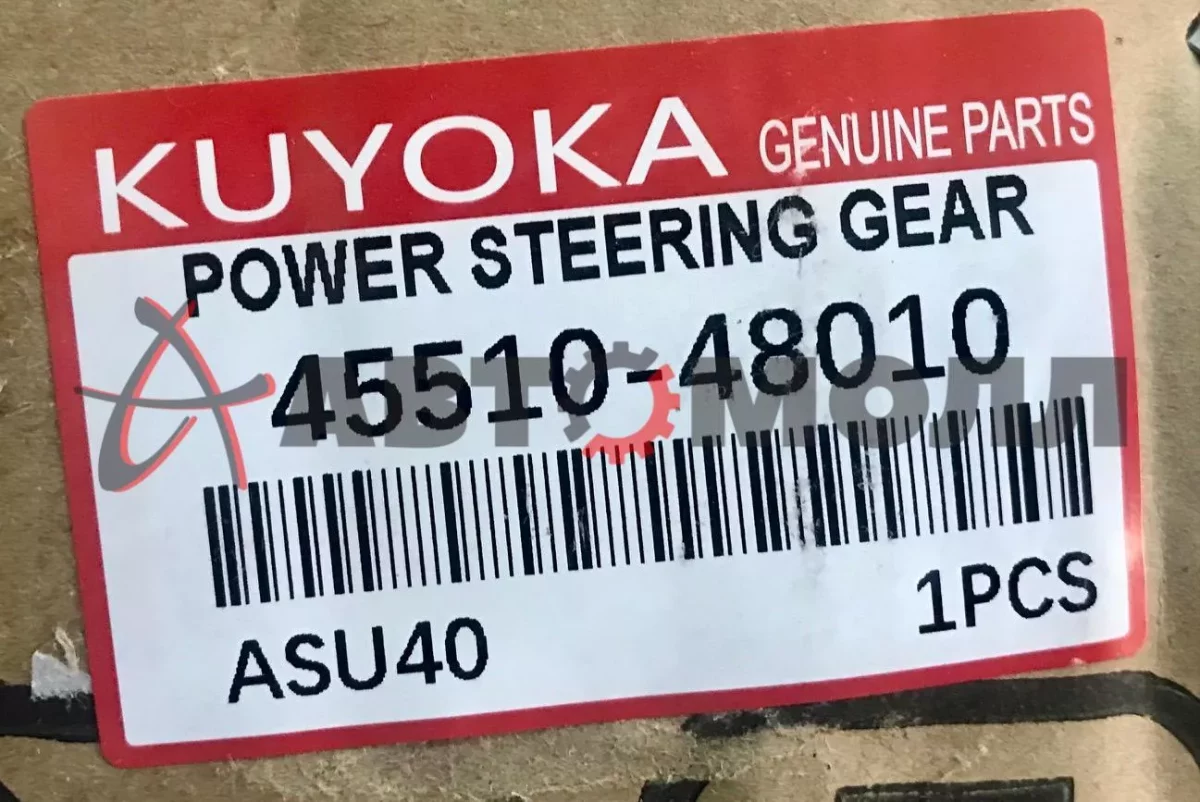 KUYOKA GENUINE PARTS
POWER STEERING GEAR
45510-48010
АВТОМОЛЛ
ASU40
1PCS